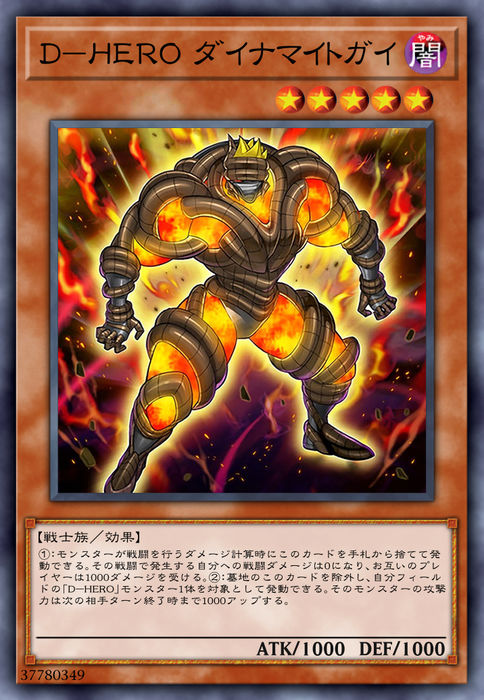 D-HERO ダイナマイトガイ
やみ
闇
【戦士族／効果】
①：モンスターが戦闘を行うダメージ計算時にこのカードを手札から捨てて発
動できる。その戦闘で発生する自分への戦闘ダメージは0になり、お互いのプレ
イヤーは1000ダメージを受ける。②：墓地のこのカードを除外し、自分フィール
ドの「D-HERO」モンスター1体を対象として発動できる。そのモンスターの攻撃
力は次の相手ターン終了時まで1000アップする。
ATK/1000 DEF/1000
37780349